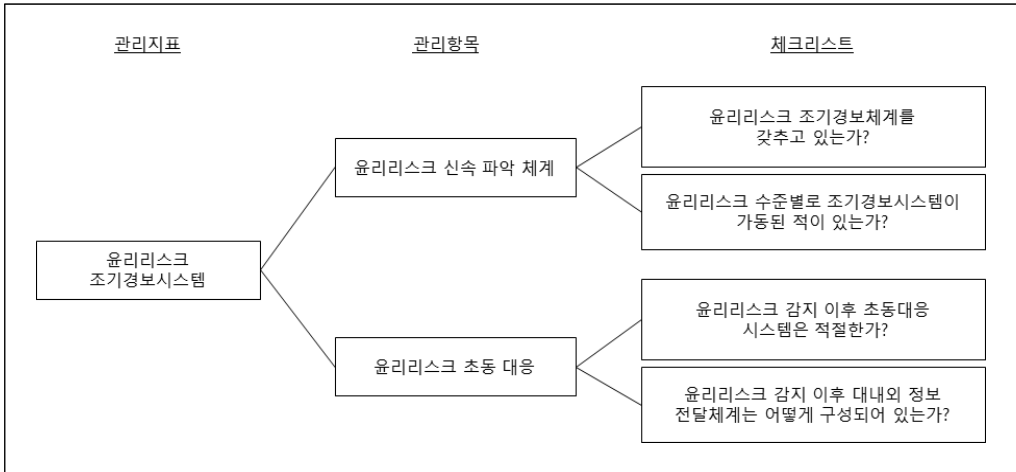 관리지표
관리항목
체크리스트
윤리리스크
조기경보시스템
윤리리스크 신속 파악 체계
윤리리스크 조기경보체계를
갖추고 있는가?
윤리리스크 수준별로 조기경보시스템이
가동된 적이 있는가?
윤리리스크 초동 대응
윤리리스크 감지 이후 초동대응
시스템은 적절한가?
윤리리스크 감지 이후 대내외 정보
전달체계는 어떻게 구성되어 있는가?